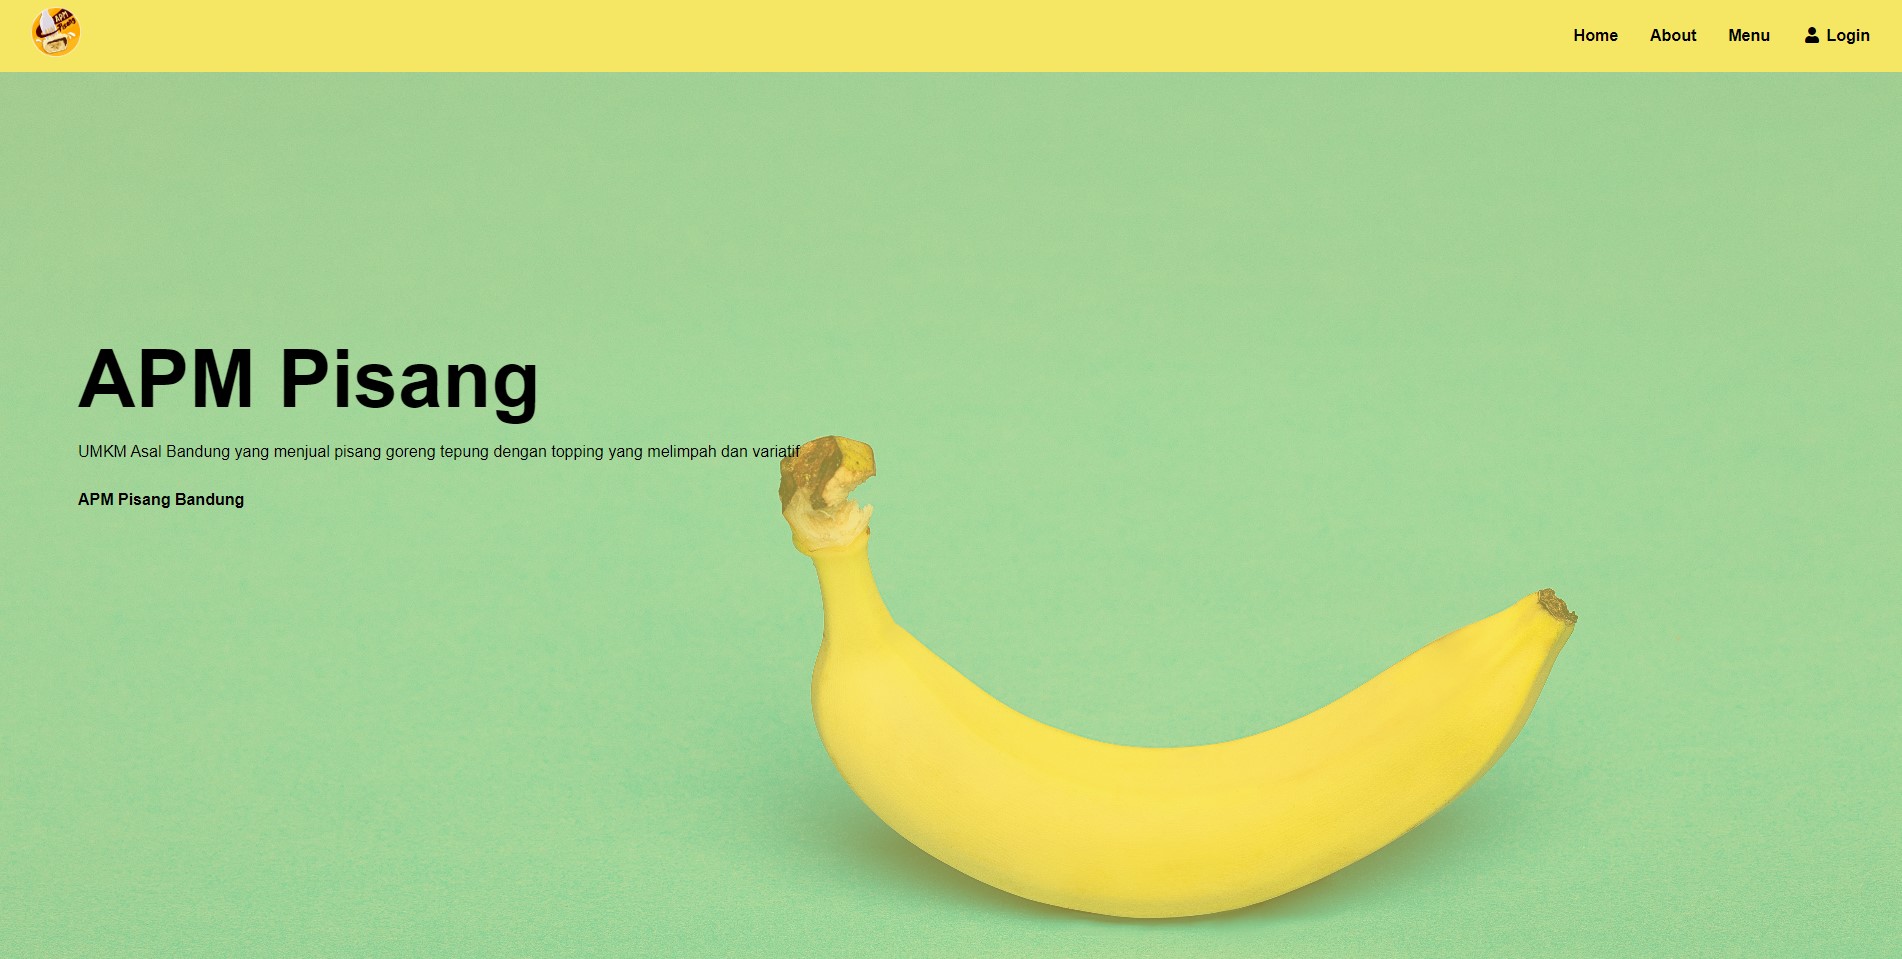 APM
Pisang
Home
About
Menu
Login
APM Pisang
UMKM Asal Bandung yang menjual pisang goreng tepung dengan topping yang melimpah dan variatif
APM Pisang Bandung